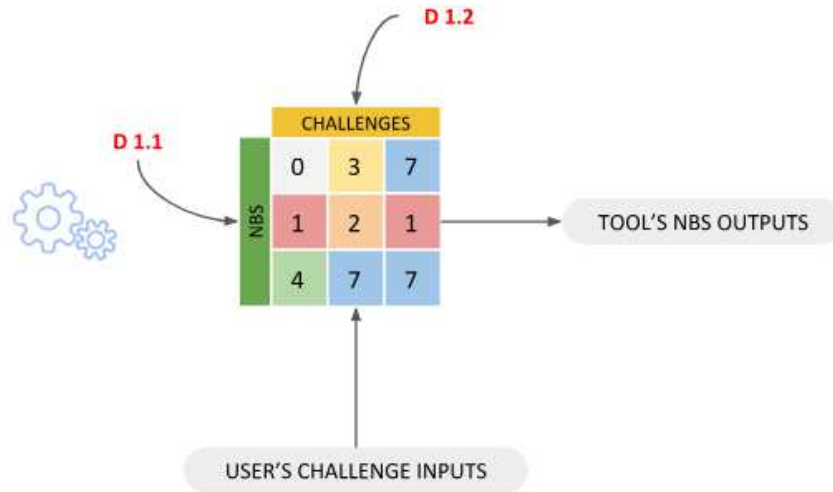 D 1.2
CHALLENGES
D 1.1
NBS
0 3 7
1 2 1
4 7 7
TOOL'S NBS OUTPUTS
USER'S CHALLENGE INPUTS